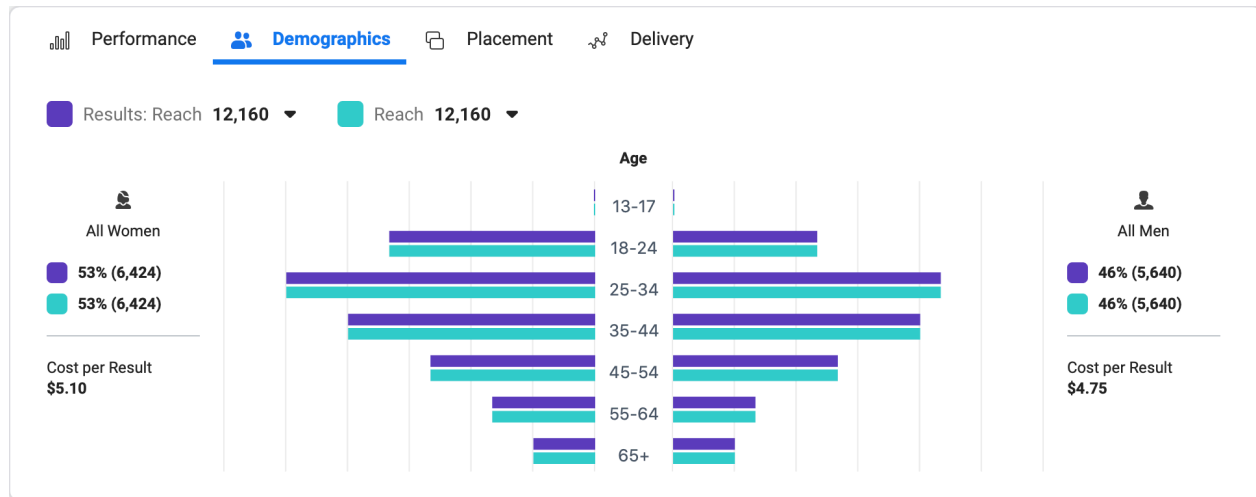 Performance Demographics Placement Delivery
Results: Reach 12,160 Reach 12,160
Age
All Women
53% (6,424)
53% (6,424)
Cost per Result
$5.10
13-17
18-24
25-34
35-44
45-54
55-64
65+
All Men
46% (5,640)
46% (5,640)
Cost per Result
$4.75